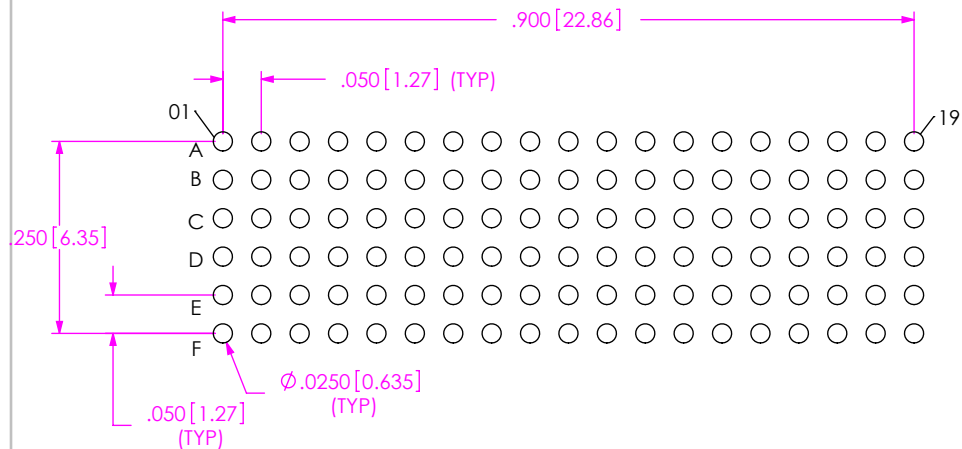 .900 [22.86]
.050 [1.27] (TYP)
01
19
A
B
C
.250 [6.35]
D
E
F
Ø.0250 [0.635]
(TYP)
.050 [1.27]
(TYP)